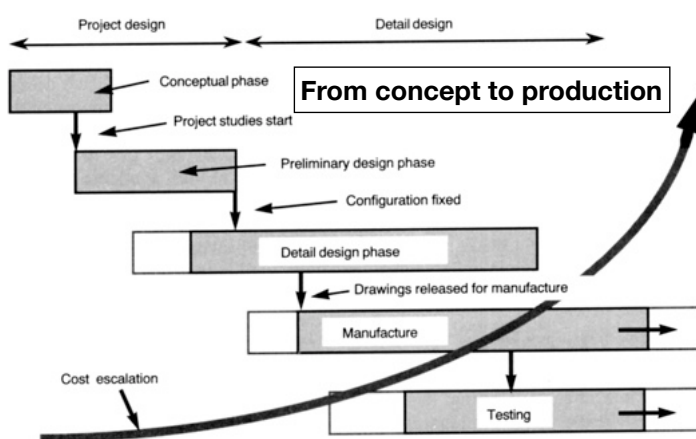 Project design
Detail design
Conceptual phase
From concept to production
Project studies start
Preliminary design phase
Configuration fixed
Detail design phase
Drawings released for manufacture
Manufacture
Cost escalation
Testing